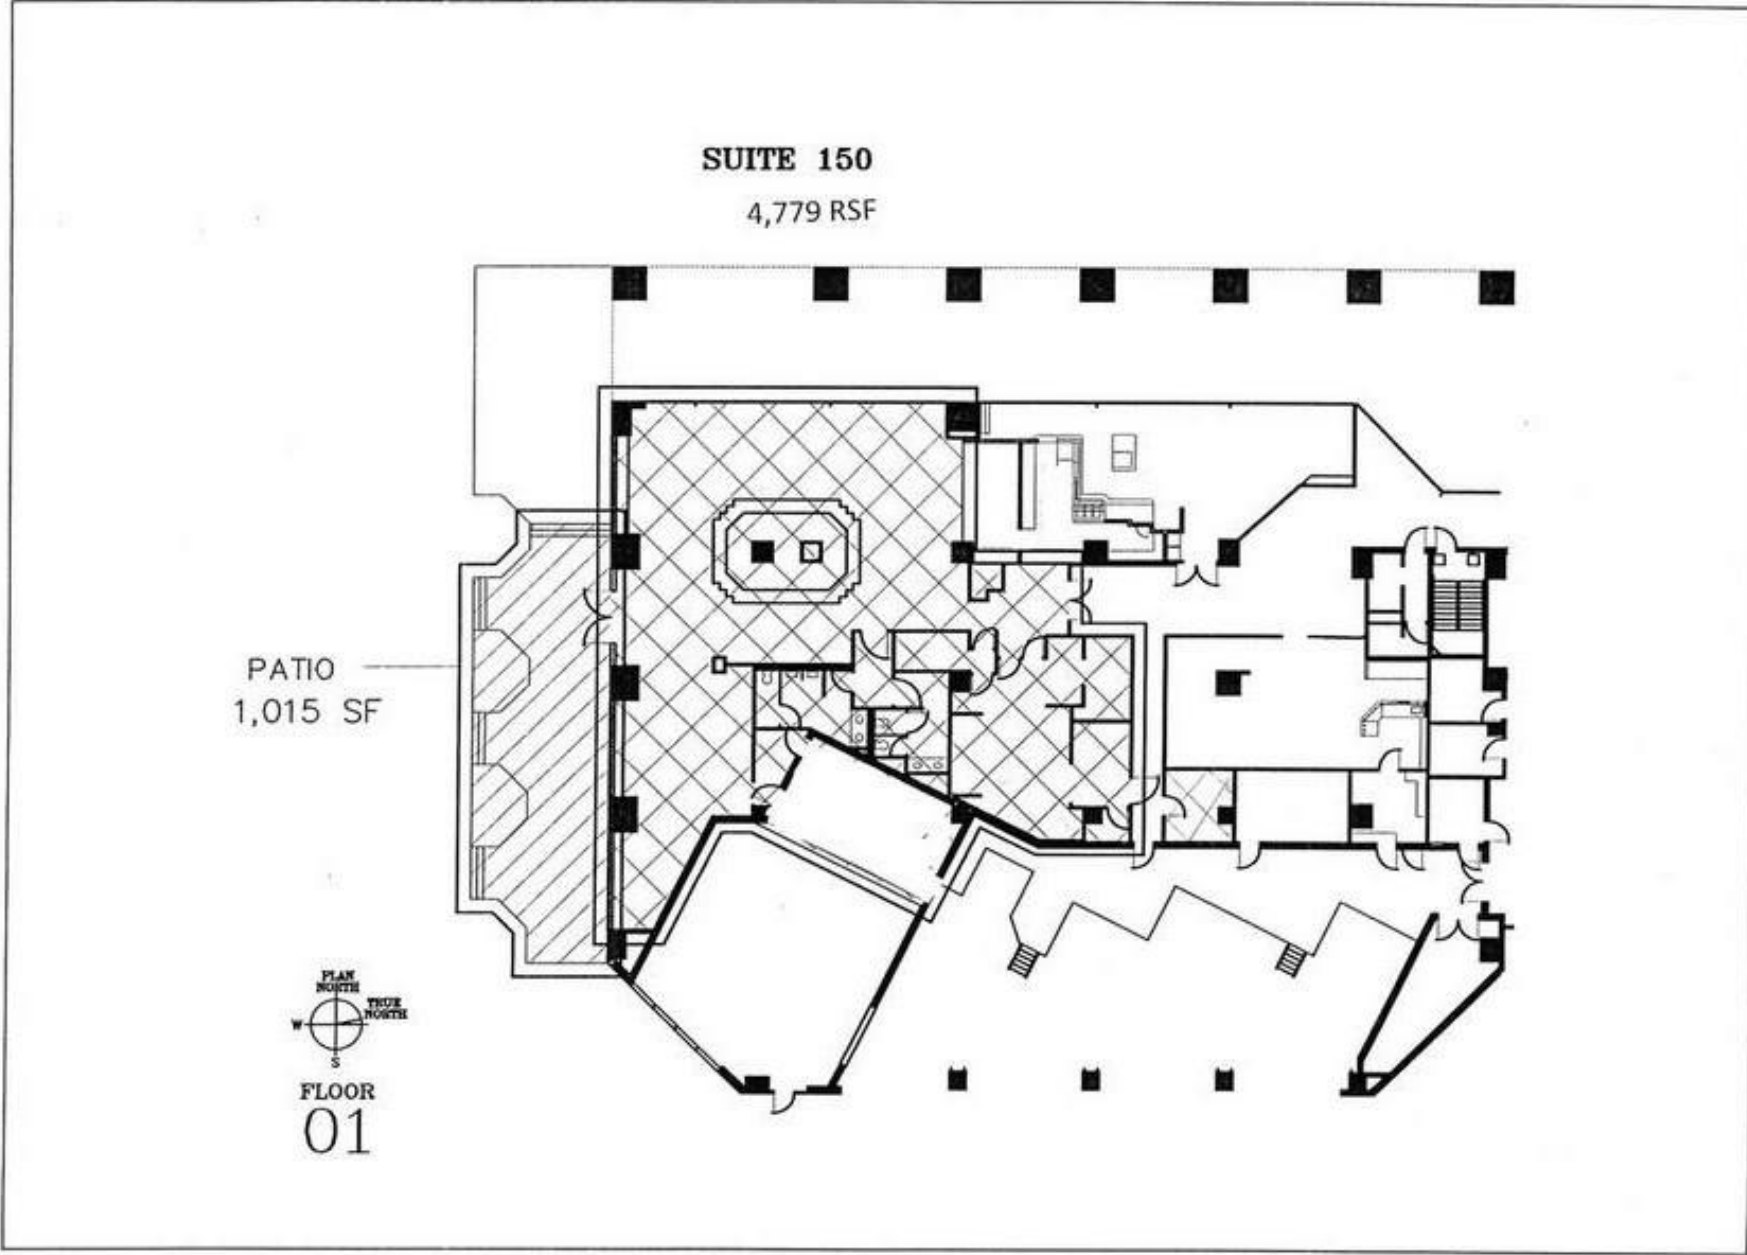 SUITE 150
4,779 RSF
PATIO
1,015 SF
PLAN
NORTH
TRUE
NORTH
W
S
FLOOR
01